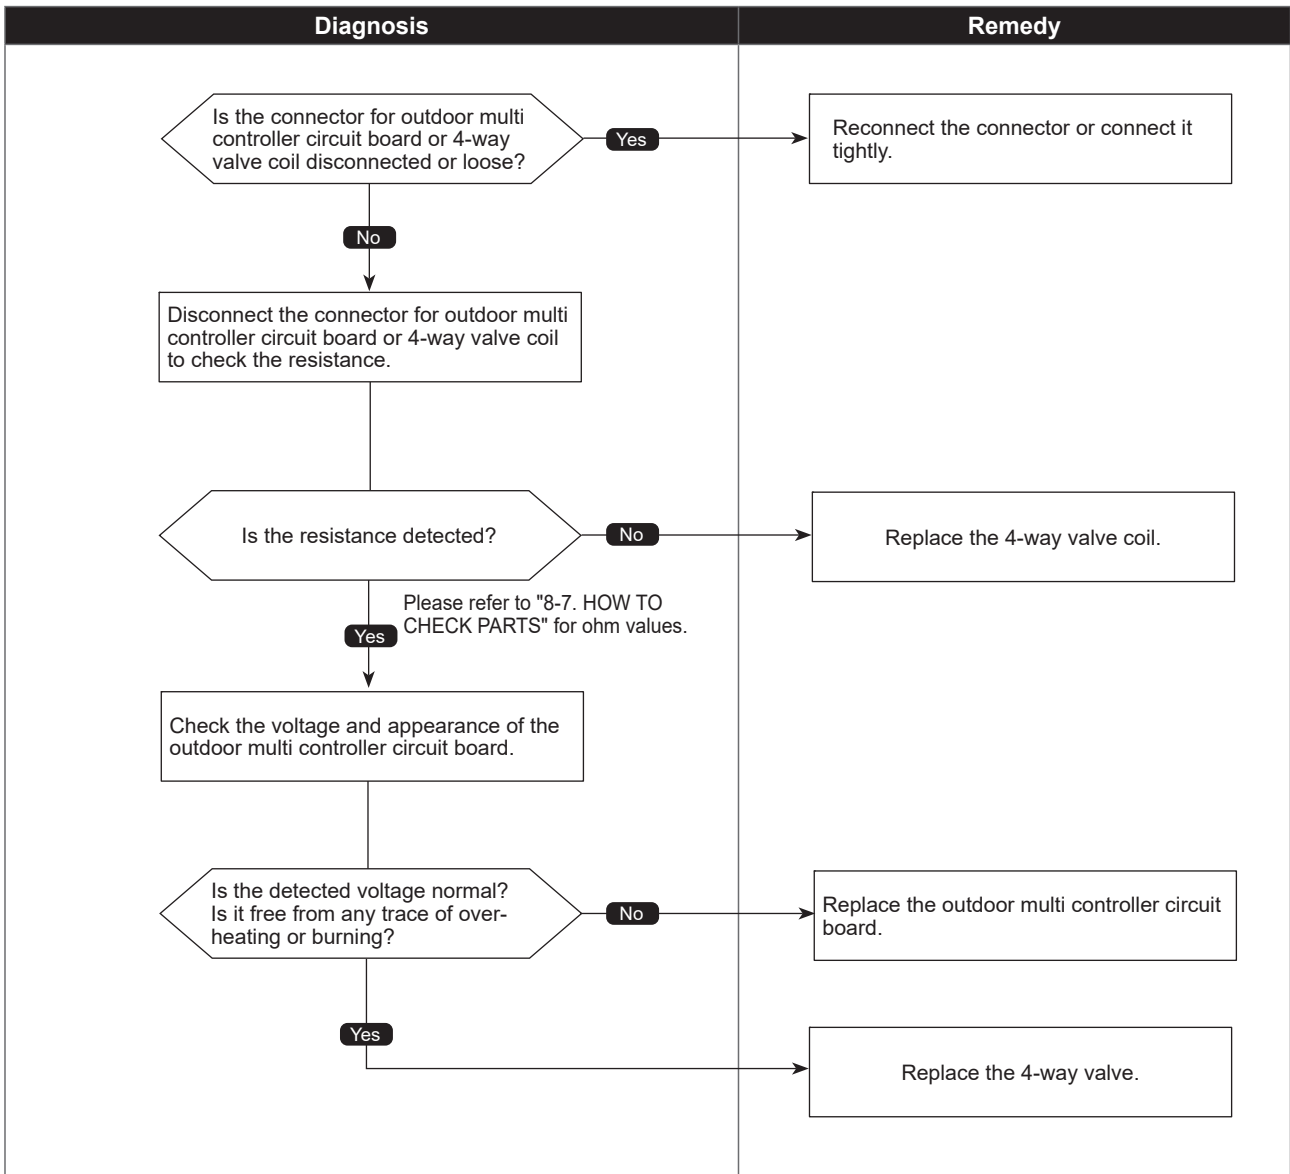 Diagnosis
Remedy
Is the connector for outdoor multi
controller circuit board or 4-way
valve coil disconnected or loose?
Yes
Reconnect the connector or connect it
tightly.
No
Disconnect the connector for outdoor multi
controller circuit board or 4-way valve coil
to check the resistance.
Is the resistance detected?
No
Replace the 4-way valve coil.
Please refer to "8-7. HOW TO
CHECK PARTS" for ohm values.
Yes
Check the voltage and appearance of the
outdoor multi controller circuit board.
Is the detected voltage normal?
Is it free from any trace of over-
heating or burning?
No
Replace the outdoor multi controller circuit
board.
Yes
Replace the 4-way valve.